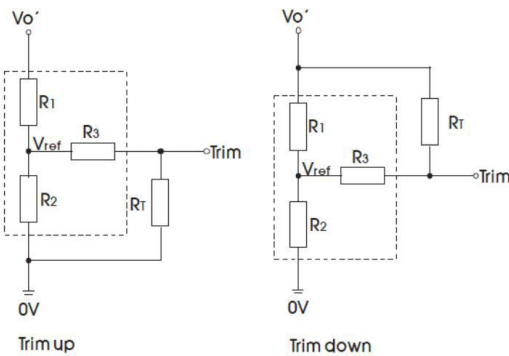 Vo´
R1
R3
Vref
Trim
R2
RT
0V
Trim up
Vo´
R1
RT
R3
Vref
Trim
R2
0V
Trim down